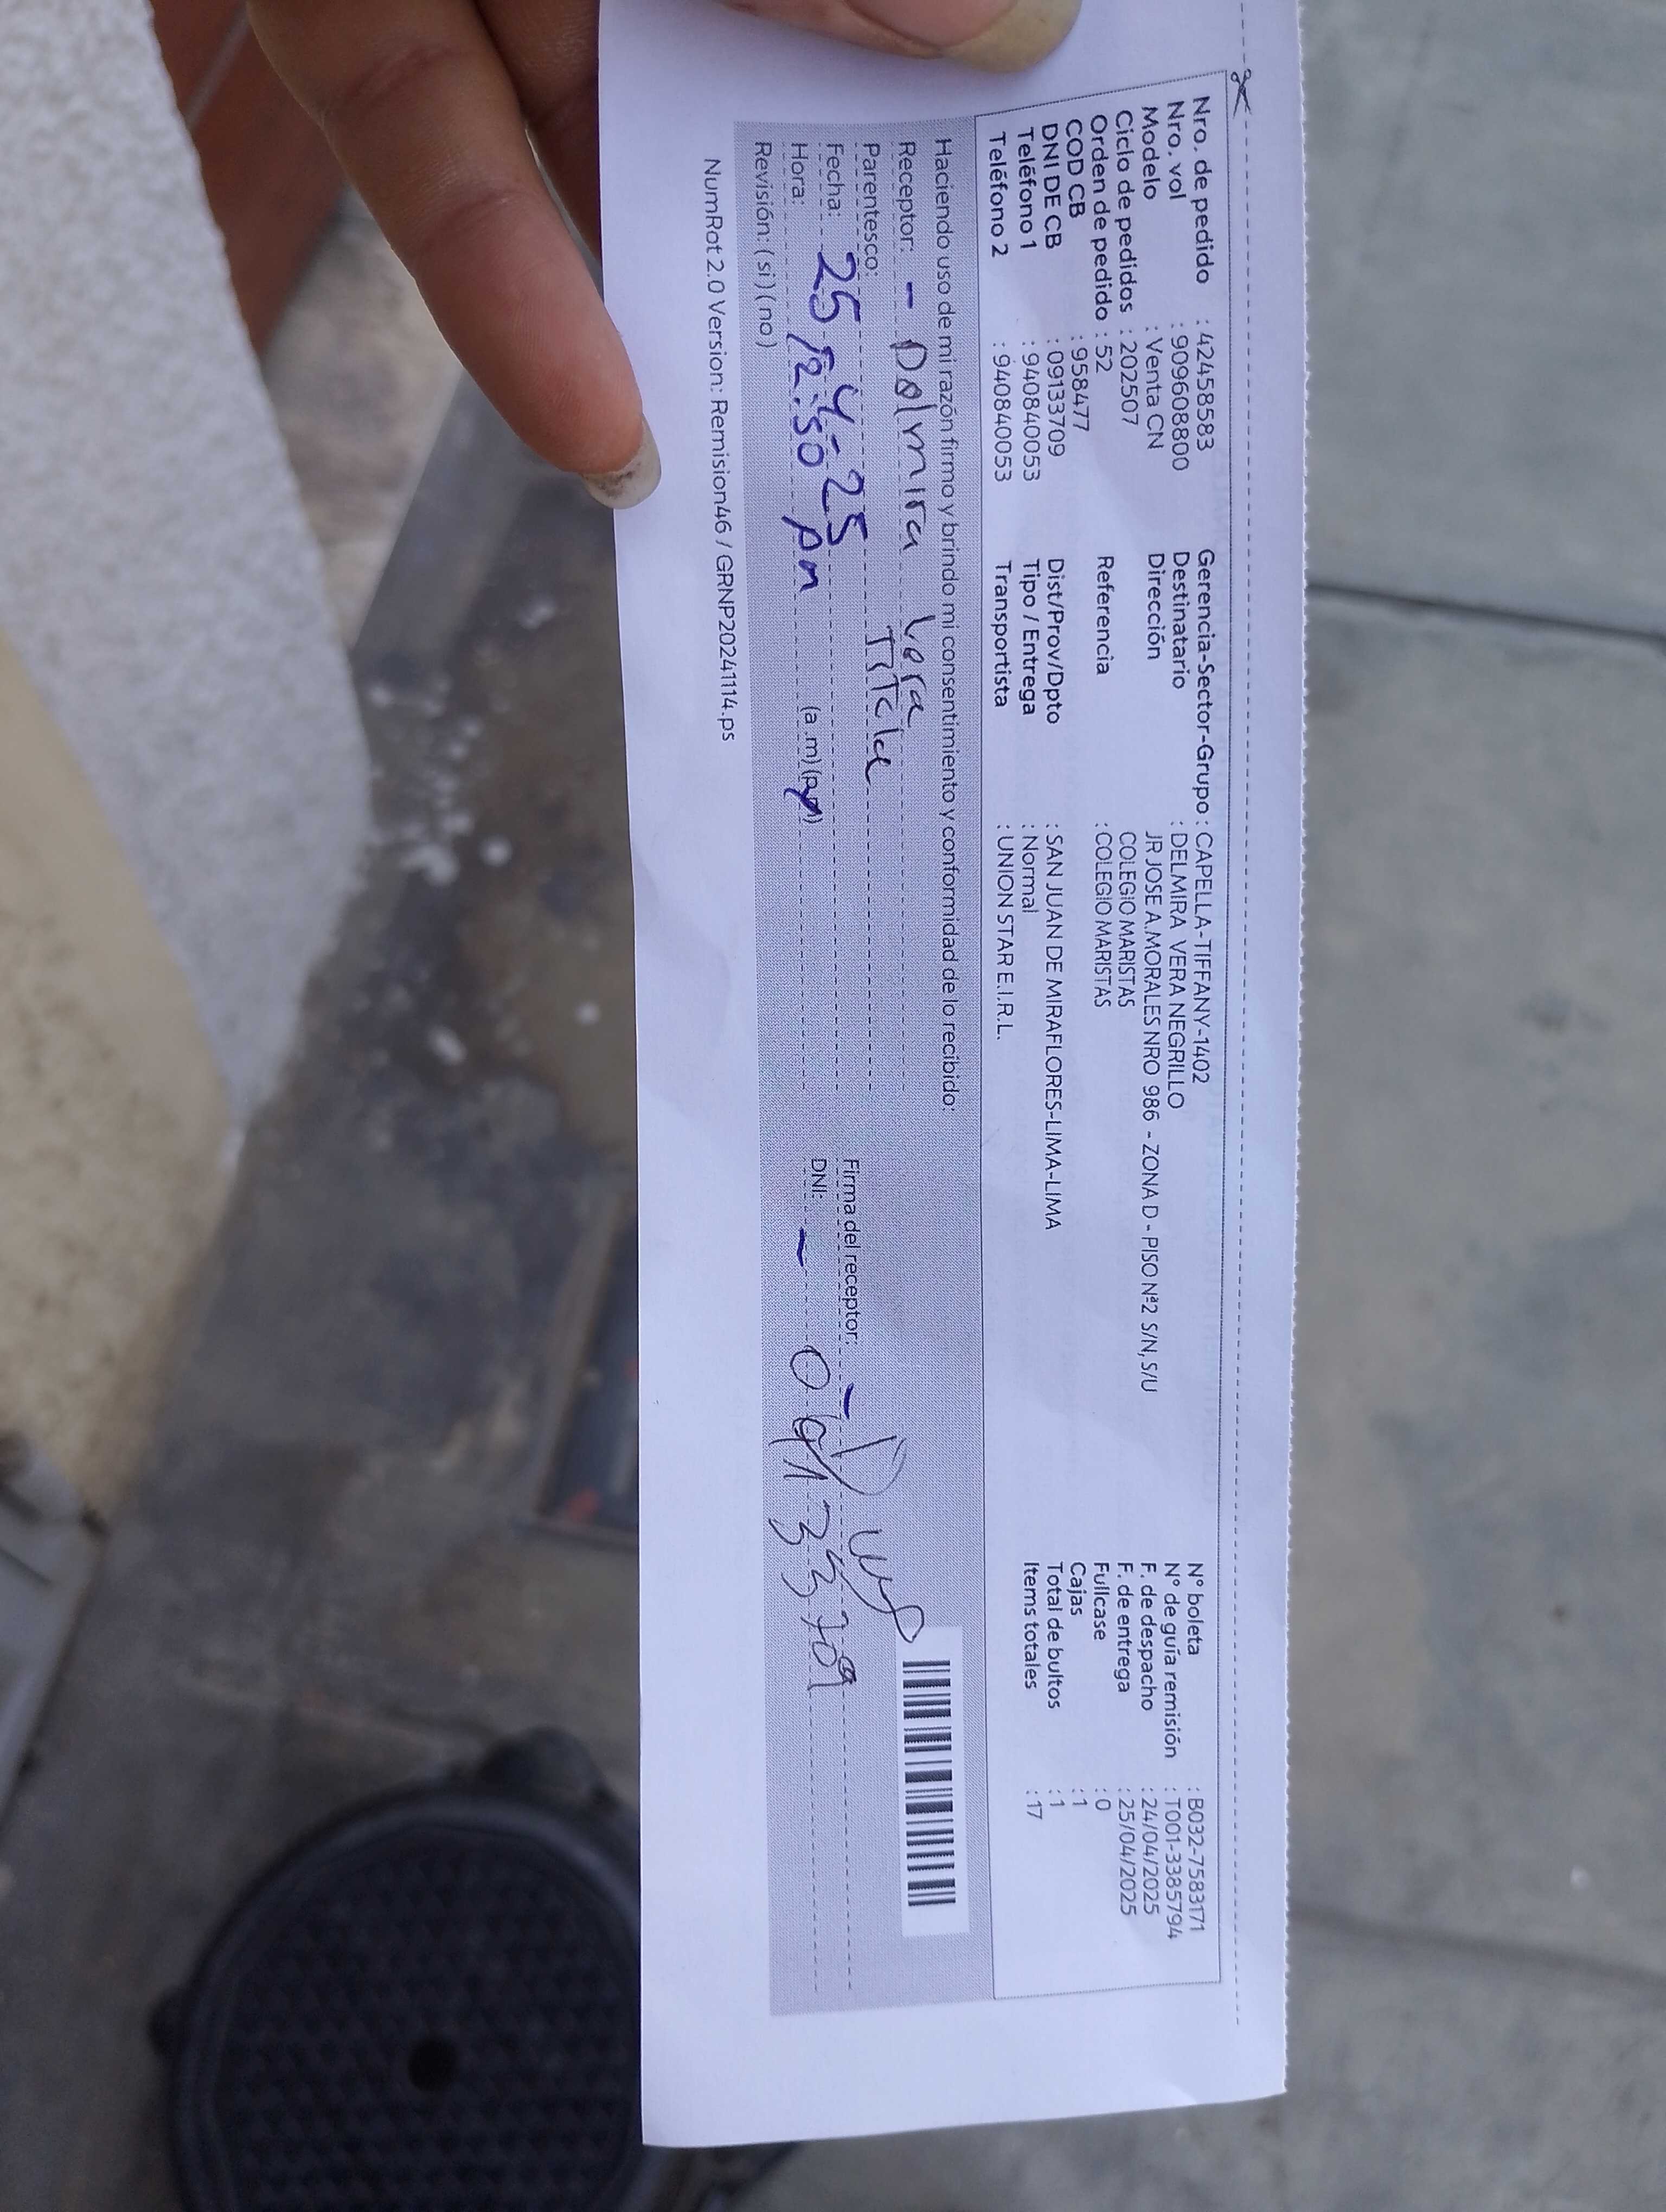 Nro. de pedido : 42458583
Nro. vol : 909608800
Modelo : Venta CN
Ciclo de pedidos : 202507
Orden de pedido : 52
COD CB : 958477
DNI DE CB : 09133709
Teléfono 1 : 940840053
Teléfono 2 : 940840053
Gerencia-Sector-Grupo : CAPELLA-TIFFANY-1402
Destinatario : DELMIRA VERA NEGRILLO
Dirección JR JOSE A.MORALES NRO 986 - ZONA D - PISO Nª2 S/N, S/U
COLEGIO MARISTAS
Referencia : COLEGIO MARISTAS
Dist/Prov/Dpto : SAN JUAN DE MIRAFLORES-LIMA-LIMA
Tipo / Entrega : Normal
Transportista : UNION STAR E.I.R.L.
N° boleta : B032-7583171
N° de guía remisión : T001-3385794
F. de despacho : 24/04/2025
F. de entrega : 25/04/2025
Fullcase : 0
Cajas : 1
Total de bultos : 1
Items totales : 17
Haciendo uso de mi razón firmo y brindo mi consentimiento y conformidad de lo recibido:
Receptor: - Delmira Vera
Parentesco: Titular
Fecha: 25-4-25
Hora: 12:50 pm (a .m) (p.m)
Revisión: (si) (no)
Firma del receptor: -
DNI: - 09133709
NumRot 2.0 Version: Remision46 / GRNP20241114.ps